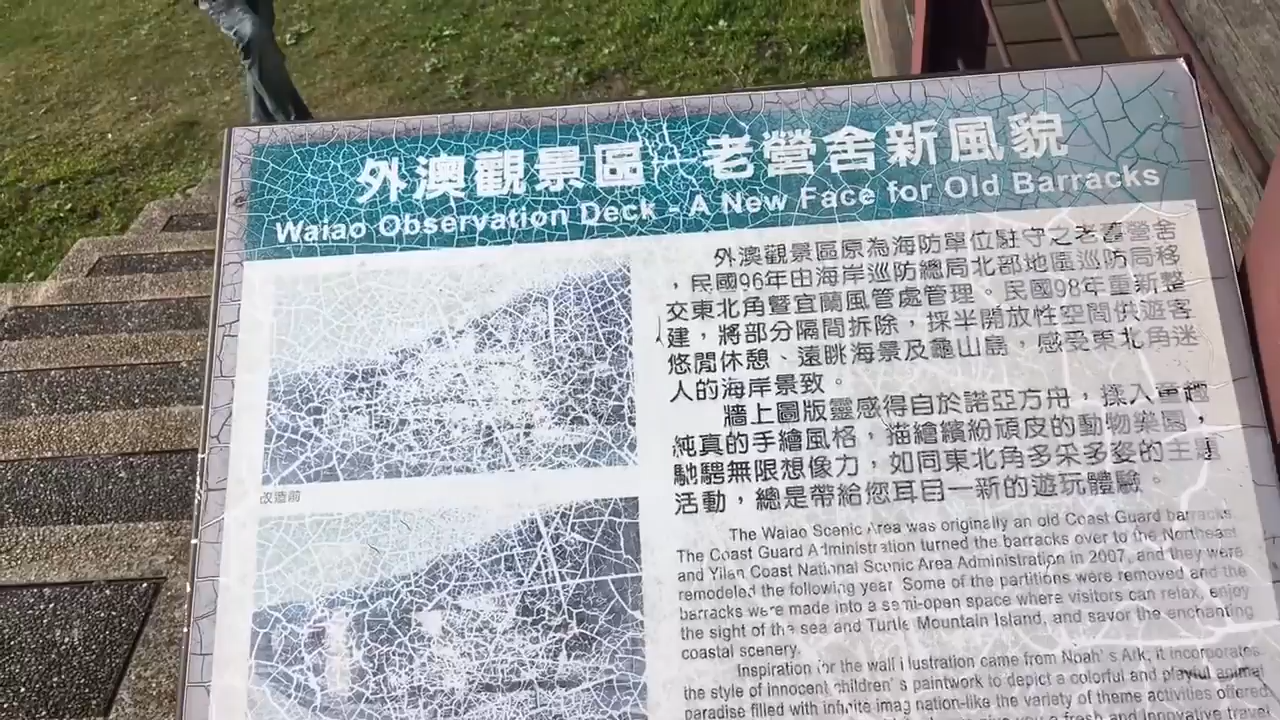 外澳觀景區 老營舍新風貌
Waiao Observation Deck - A New Face for Old Barracks
外澳觀景區原為海防單位駐守之老舊營舍
，民國96年由海岸巡防總局北部地區巡防局移
交東北角暨宜蘭風管處管理。民國98年重新整
建，將部分隔間拆除，採半開放性空間供遊客
悠閒休憩、遠眺海景及龜山島，感受東北角迷
人的海岸景致。
牆上圖版靈感得自於諾亞方舟，揉入童趣
純真的手繪風格，描繪繽紛頑皮的動物樂園，
馳騁無限想像力，如同東北角多采多姿的主題
活動，總是帶給您耳目一新的遊玩體驗。
改造前
The Waiao Scenic Area was originally an old Coast Guard barracks.
The Coast Guard Administration turned the barracks over to the Northeast
and Yilan Coast National Scenic Area Administration in 2007, and they were
remodeled the following year. Some of the partitions were removed and the
barracks were made into a semi-open space where visitors can relax, enjoy
the sight of the sea and Turtle Mountain Island, and savor the enchanting
coastal scenery.
Inspiration for the wall illustration came from Noah's Ark, it incorporates
the style of innocent children's paintwork to depict a colorful and playful animal
paradise filled with infinite imagination-like the variety of theme activities offered
give you a fresh and innovative travel